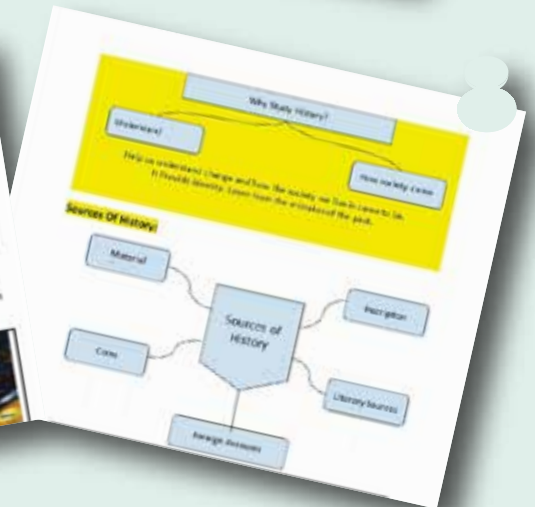 Why Study History?
Understand
How society came
Help us understand change and how the society we live in came to be.
It Provide identity. Learn from the mistakes of the past.
Sources Of History:
Material
Inscription
Sources of
History
Coins
Literary Sources
Foreign Accounts